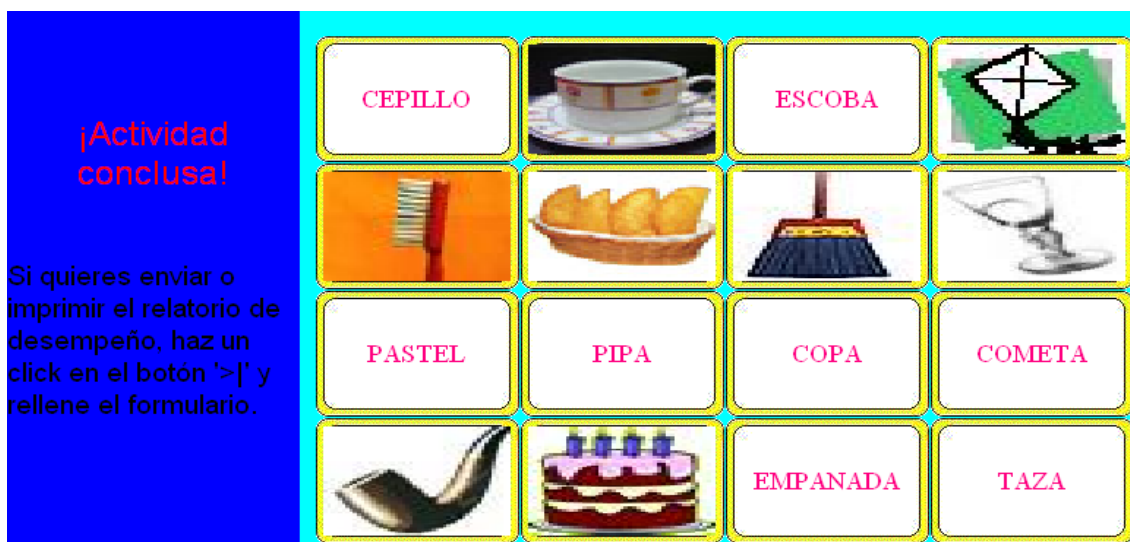 ¡Actividad
conclusa!
Si quieres enviar o
imprimir el relatorio de
desempeño, haz un
click en el botón '>|' y
rellene el formulario.
CEPILLO
ESCOBA
PASTEL
PIPA
COPA
COMETA
EMPANADA
TAZA